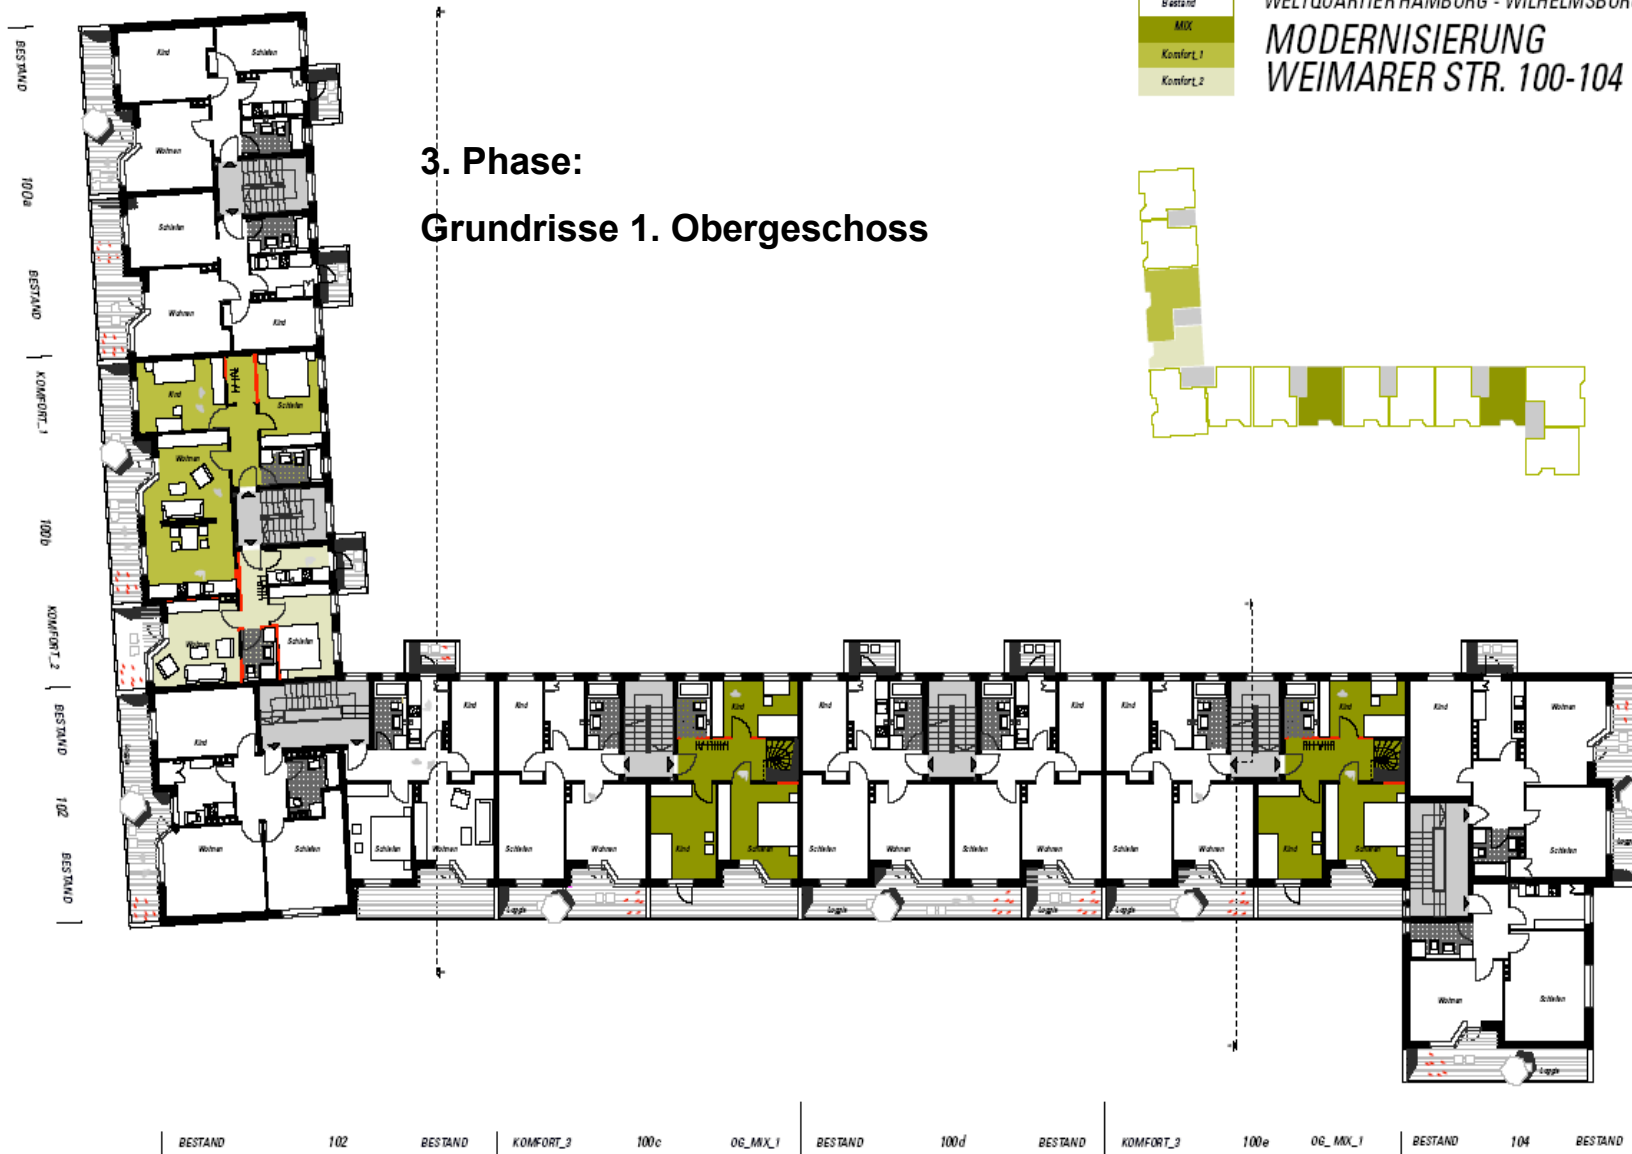 Bestand
MIX
Komfort_1
Komfort_2
WELTQUARTIER HAMBURG - WILHELMSBURG
MODERNISIERUNG
WEIMARER STR. 100-104
3. Phase:
Grundrisse 1. Obergeschoss
BESTAND
100a
BESTAND
KOMFORT_1
100b
KOMFORT_2
BESTAND
102
BESTAND
Kind
Schlafen
Wohnen
Schlafen
Wohnen
Kind
Kind
Schlafen
Wohnen
Wohnen
Schlafen
Kind
Wohnen
Schlafen
Loggia
Kind
Kind
Kind
Kind
Kind
Kind
Kind
Kind
Wohnen
Schlafen
Wohnen
Schlafen
Wohnen
Kind
Schlafen
Schlafen
Wohnen
Schlafen
Wohnen
Schlafen
Wohnen
Kind
Schlafen
Schlafen
Loggia
Loggia
Loggia
Loggia
Loggia
Wohnen
Schlafen
Loggia
BESTAND 102 BESTAND KOMFORT_3 100c OG_MIX_1 BESTAND 100d BESTAND KOMFORT_3 100e OG_MIX_1 BESTAND 104 BESTAND